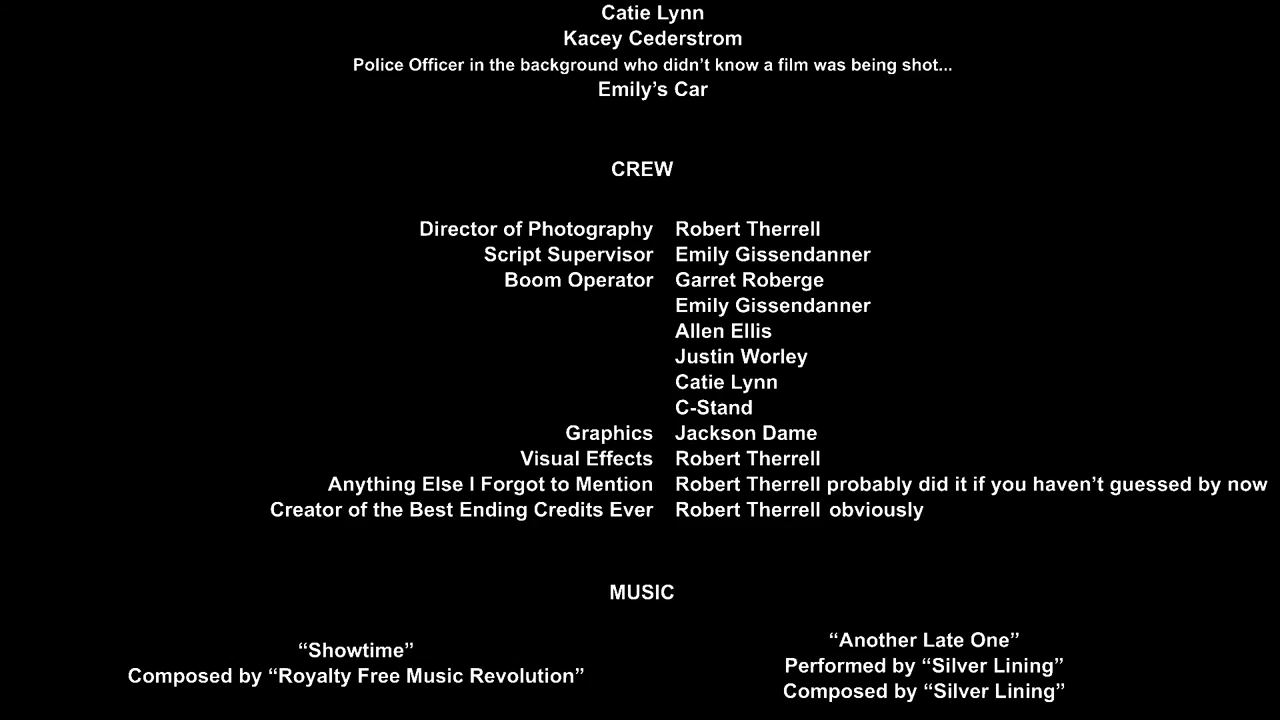 Catie Lynn
Kacey Cederstrom
Police Officer in the background who didn't know a film was being shot...
Emily's Car
CREW
Director of Photography Robert Therrell
Script Supervisor Emily Gissendanner
Boom Operator Garret Roberge
Emily Gissendanner
Allen Ellis
Justin Worley
Catie Lynn
C-Stand
Graphics Jackson Dame
Visual Effects Robert Therrell
Anything Else I Forgot to Mention Robert Therrell probably did it if you haven't guessed by now
Creator of the Best Ending Credits Ever Robert Therrell obviously
MUSIC
“Showtime”
Composed by “Royalty Free Music Revolution”
“Another Late One”
Performed by “Silver Lining”
Composed by “Silver Lining”